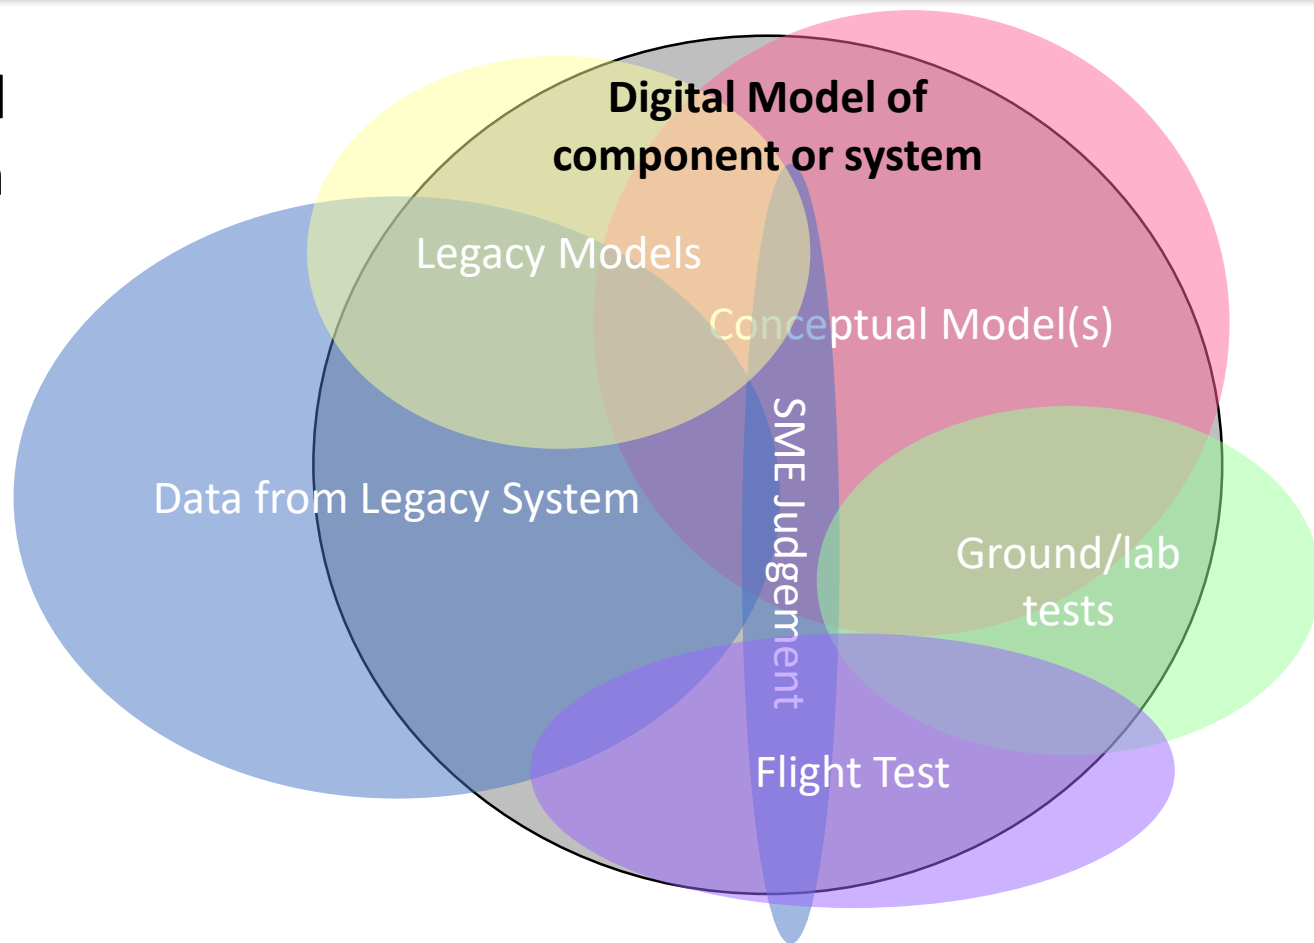 Digital Model of
component or system
Legacy Models
Conceptual Model(s)
SME Judgement
Data from Legacy System
Ground/lab
tests
Flight Test